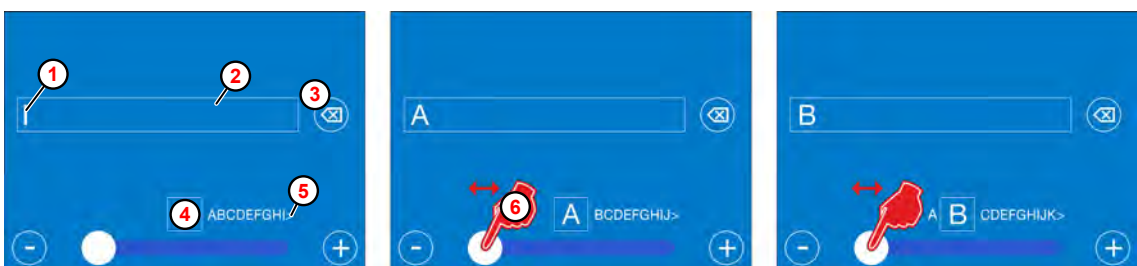 1
2
3
I
4
ABCDEFGHI>
5
-
+
A
6
A
BCDEFGHIJ>
-
+
B
A
B
CDEFGHIJK>
-
+